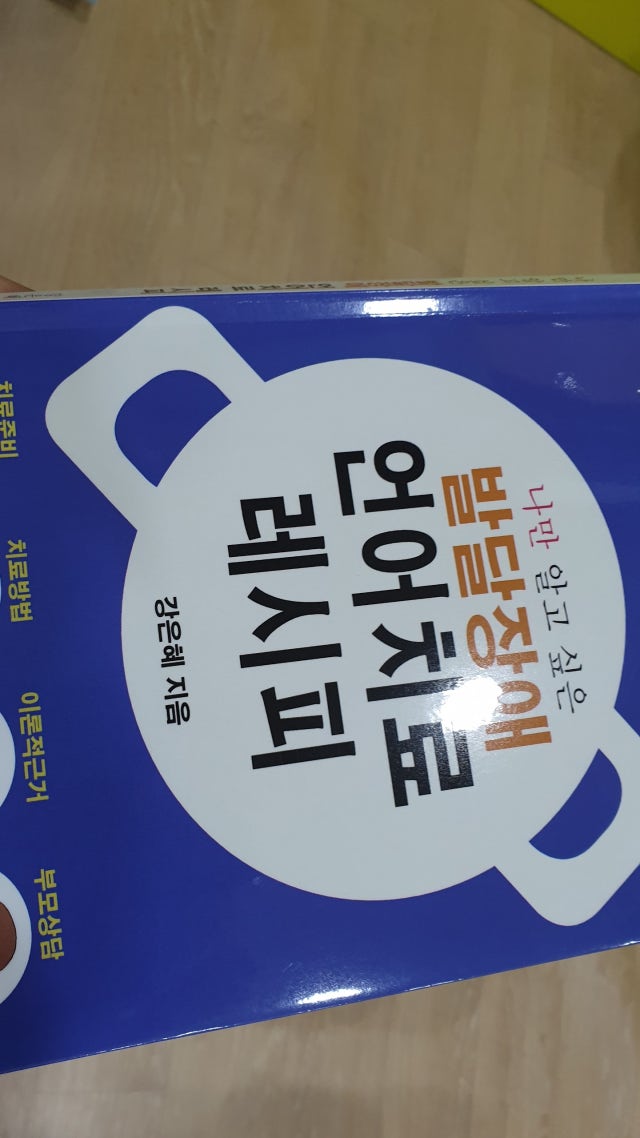 나만 알고 싶은
발달장애
언어치료
레시피
강은혜 지음
치료준비
치료방법
이론적근거
부모상담